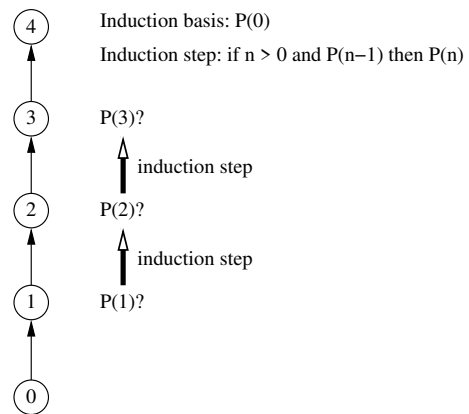 4
Induction basis: P(0)
Induction step: if n > 0 and P(n−1) then P(n)
3
P(3)?
induction step
2
P(2)?
induction step
1
P(1)?
0